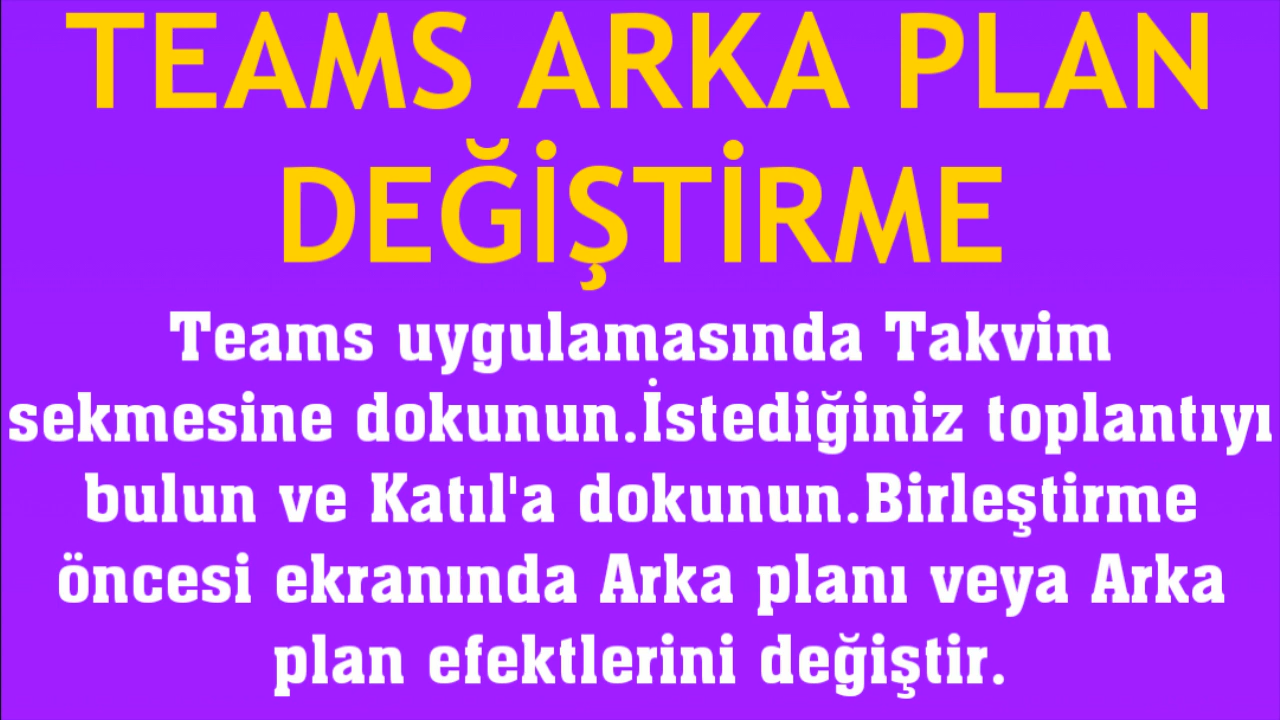 TEAMS ARKA PLAN
DEĞİŞTİRME
Teams uygulamasında Takvim
sekmesine dokunun.İstediğiniz toplantıyı
bulun ve Katıl'a dokunun.Birleştirme
öncesi ekranında Arka planı veya Arka
plan efektlerini değiştir.